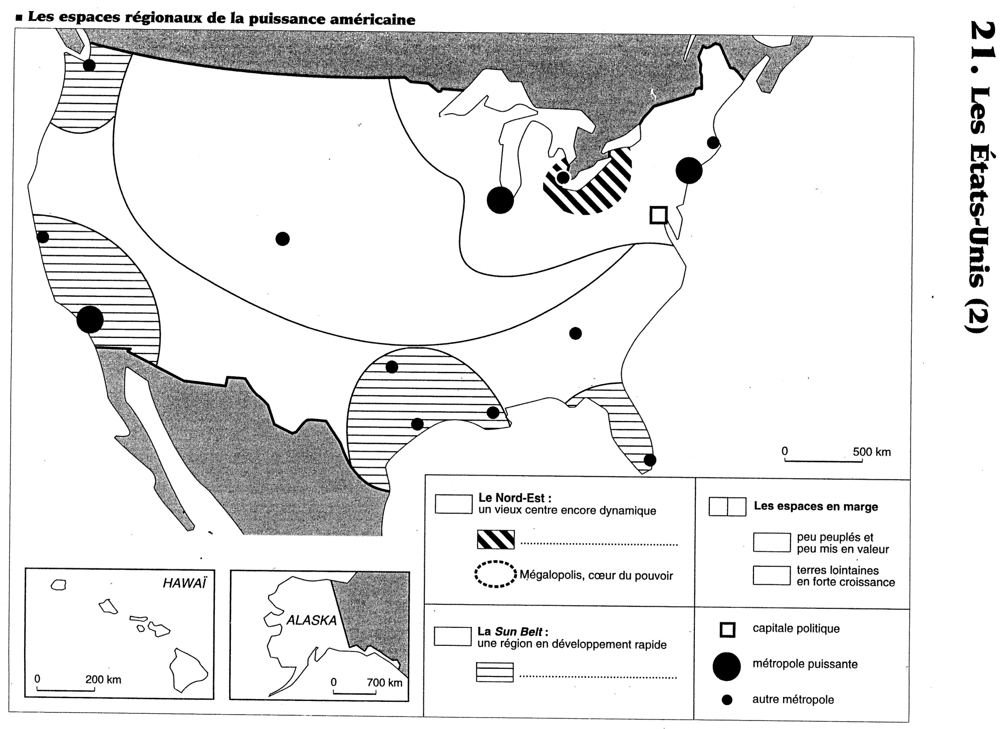 ▪ Les espaces régionaux de la puissance américaine
21. Les États-Unis (2)
0 500 km
Le Nord-Est :
un vieux centre encore dynamique
........................................
Mégalopolis, cœur du pouvoir
La Sun Belt :
une région en développement rapide
........................................
Les espaces en marge
peu peuplés et
peu mis en valeur
terres lointaines
en forte croissance
capitale politique
métropole puissante
autre métropole
HAWAÏ
0 200 km
ALASKA
0 700 km